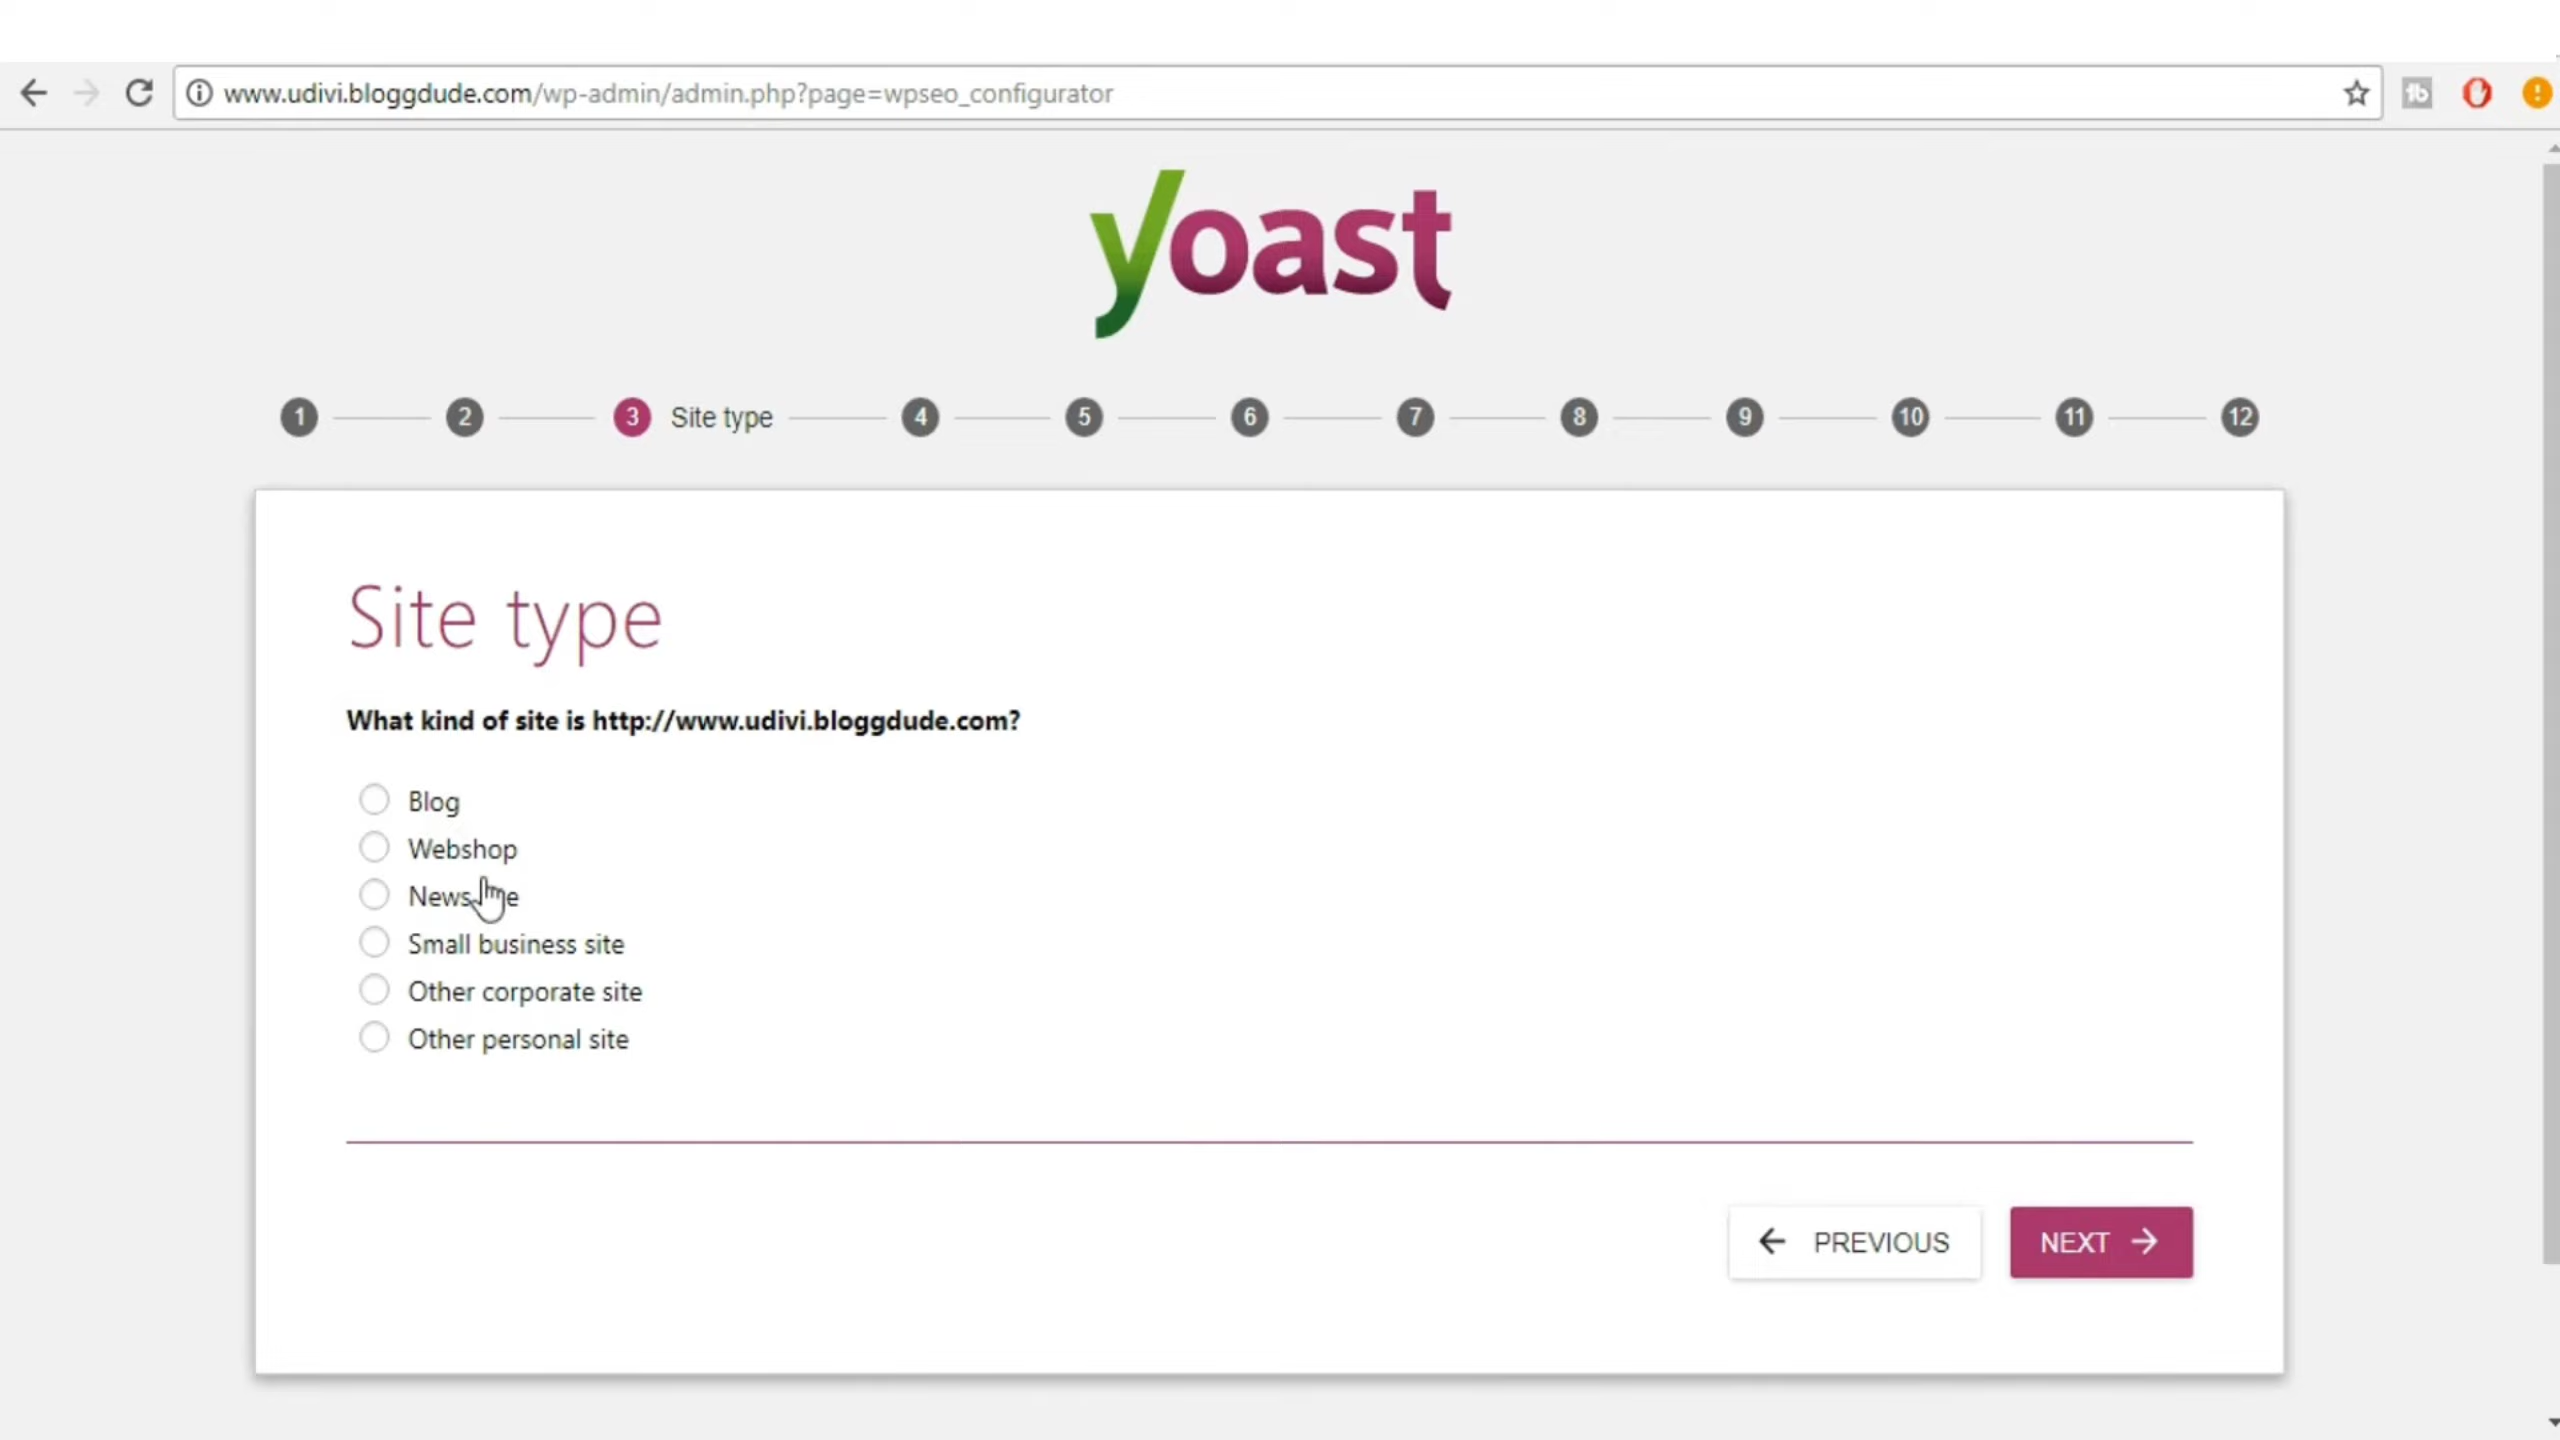 www.udivi.bloggdude.com/wp-admin/admin.php?page=wpseo_configurator
yoast
1 2 3 Site type 4 5 6 7 8 9 10 11 12
Site type
What kind of site is http://www.udivi.bloggdude.com?
Blog
Webshop
Small business site
Other corporate site
Other personal site
PREVIOUS NEXT